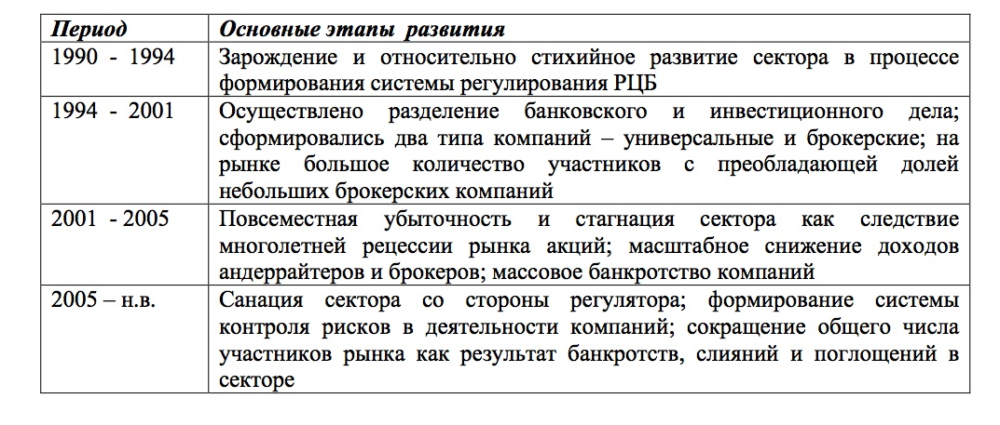 Период Основные этапы развития
1990 - 1994 Зарождение и относительно стихийное развитие сектора в процессе
формирования системы регулирования РЦБ
1994 - 2001 Осуществлено разделение банковского и инвестиционного дела;
сформировались два типа компаний – универсальные и брокерские; на
рынке большое количество участников с преобладающей долей
небольших брокерских компаний
2001 - 2005 Повсеместная убыточность и стагнация сектора как следствие
многолетней рецессии рынка акций; масштабное снижение доходов
андеррайтеров и брокеров; массовое банкротство компаний
2005 – н.в. Санация сектора со стороны регулятора; формирование системы
контроля рисков в деятельности компаний; сокращение общего числа
участников рынка как результат банкротств, слияний и поглощений в
секторе